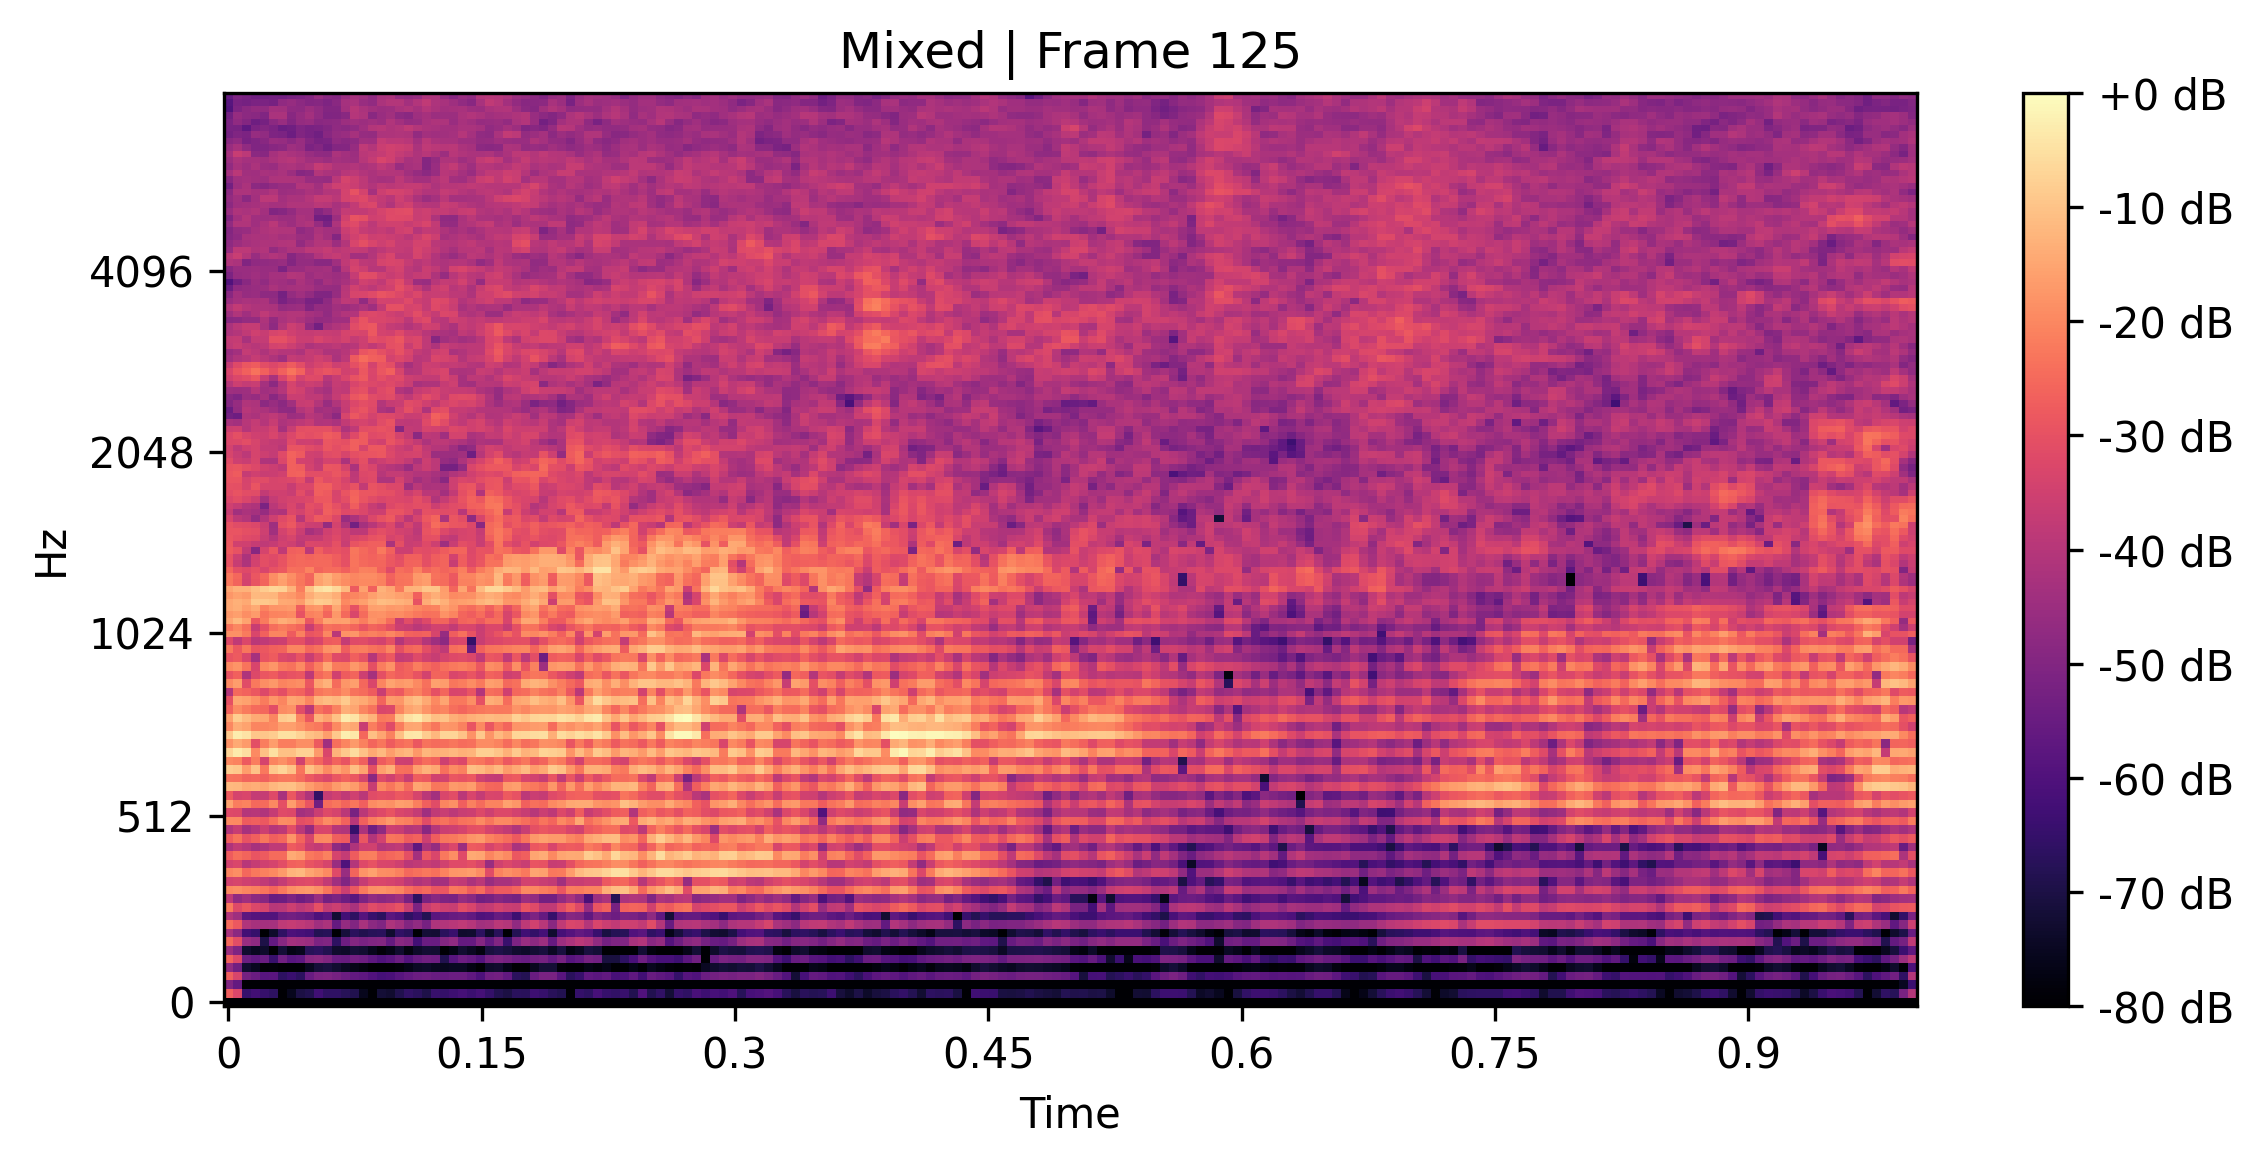 Mixed | Frame 125
+0 dB
-10 dB
-20 dB
-30 dB
-40 dB
-50 dB
-60 dB
-70 dB
-80 dB
4096
2048
1024
512
0
Hz
0 0.15 0.3 0.45 0.6 0.75 0.9
Time